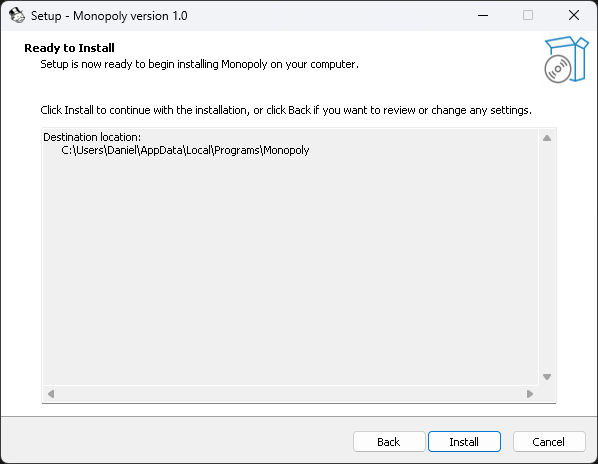 Setup - Monopoly version 1.0
Ready to Install
Setup is now ready to begin installing Monopoly on your computer.
Click Install to continue with the installation, or click Back if you want to review or change any settings.
Destination location:
C:\Users\Daniel\AppData\Local\Programs\Monopoly
Back
Install
Cancel